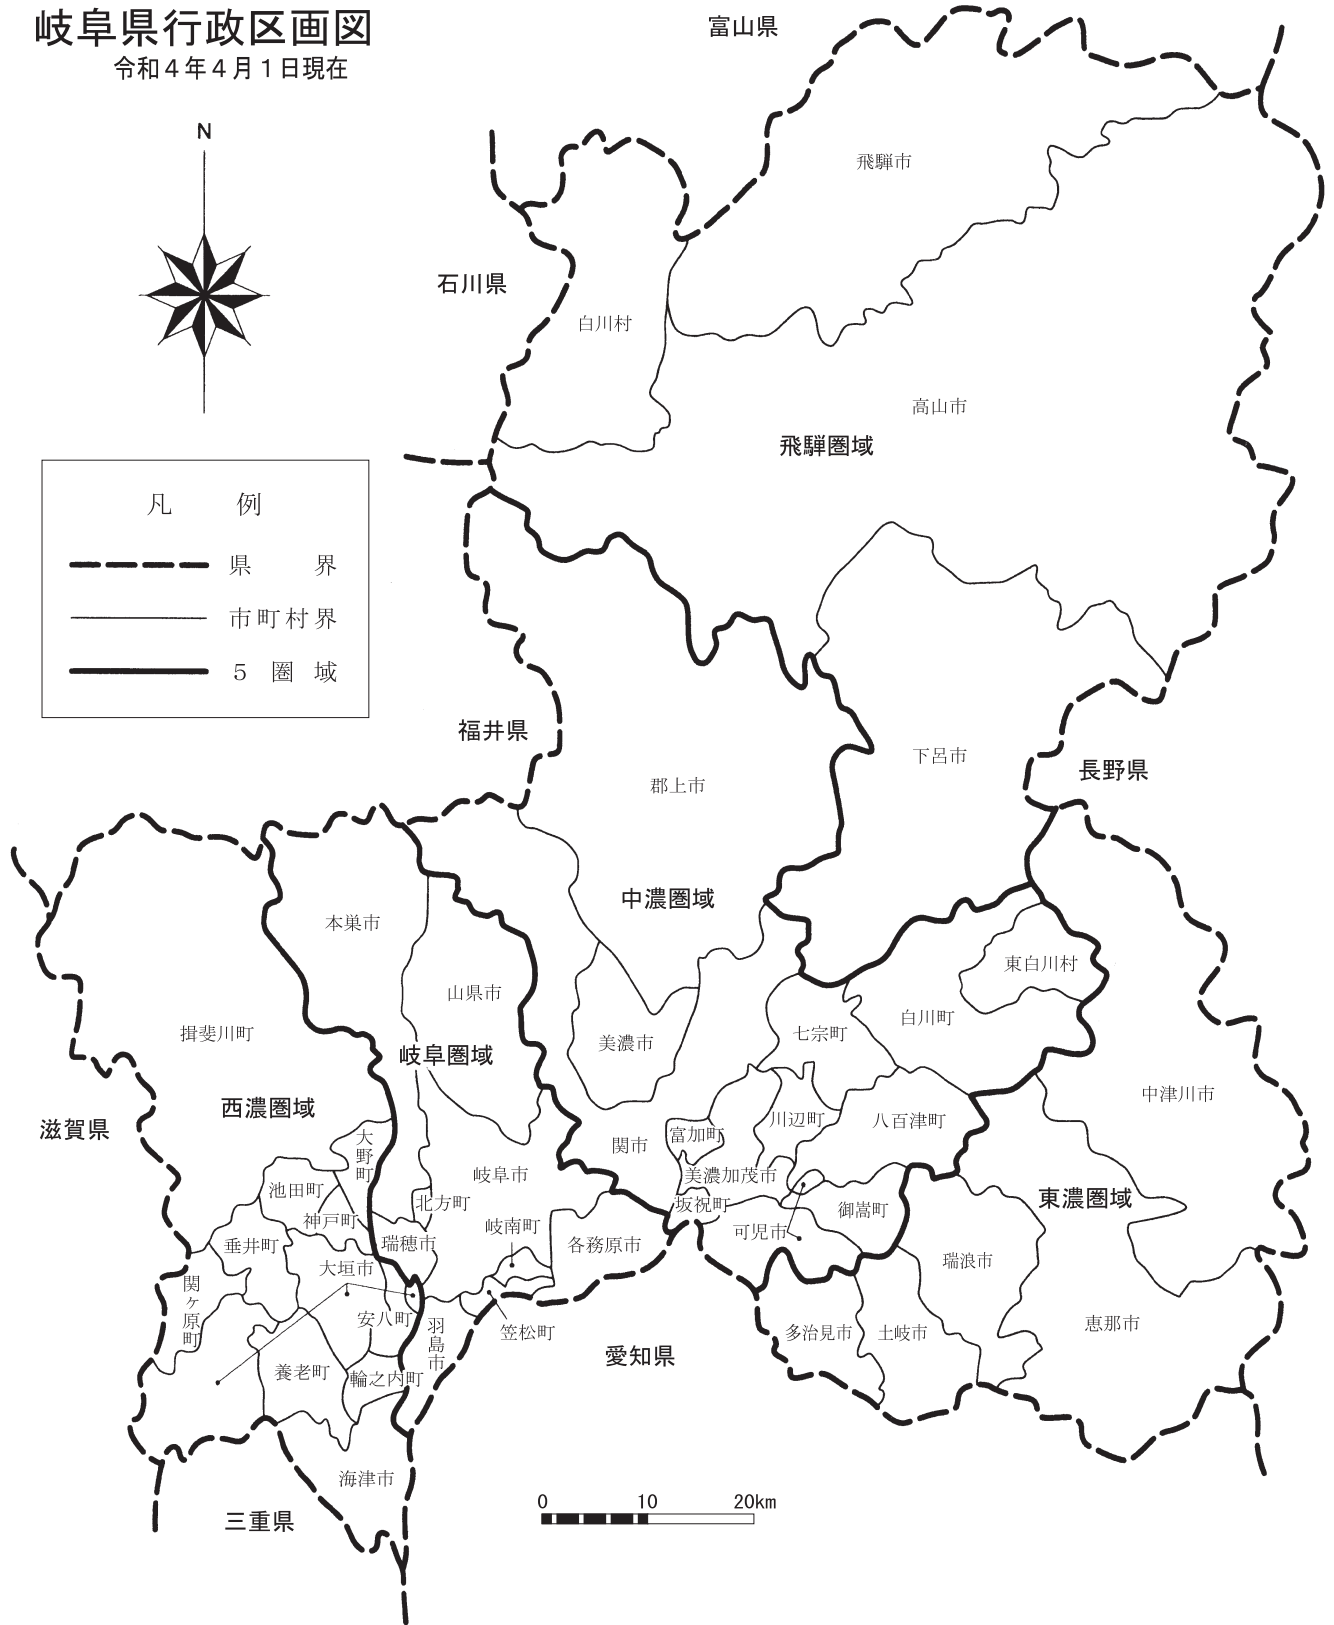 岐阜県行政区画図
令和４年４月１日現在
N
凡 例
県 界
市町村界
５ 圏 域
富山県
飛騨市
石川県
白川村
高山市
飛騨圏域
福井県
下呂市
長野県
郡上市
中濃圏域
本巣市
東白川村
山県市
白川町
揖斐川町
七宗町
美濃市
岐阜圏域
中津川市
西濃圏域
滋賀県
川辺町
八百津町
大野町
富加町
関市
岐阜市
美濃加茂市
池田町
東濃圏域
北方町
坂祝町
御嵩町
神戸町
岐南町
可児市
垂井町
瑞穂市
各務原市
瑞浪市
大垣市
関ヶ原町
安八町
羽島市
笠松町
多治見市
土岐市
恵那市
愛知県
養老町
輪之内町
海津市
三重県
0 10 20km